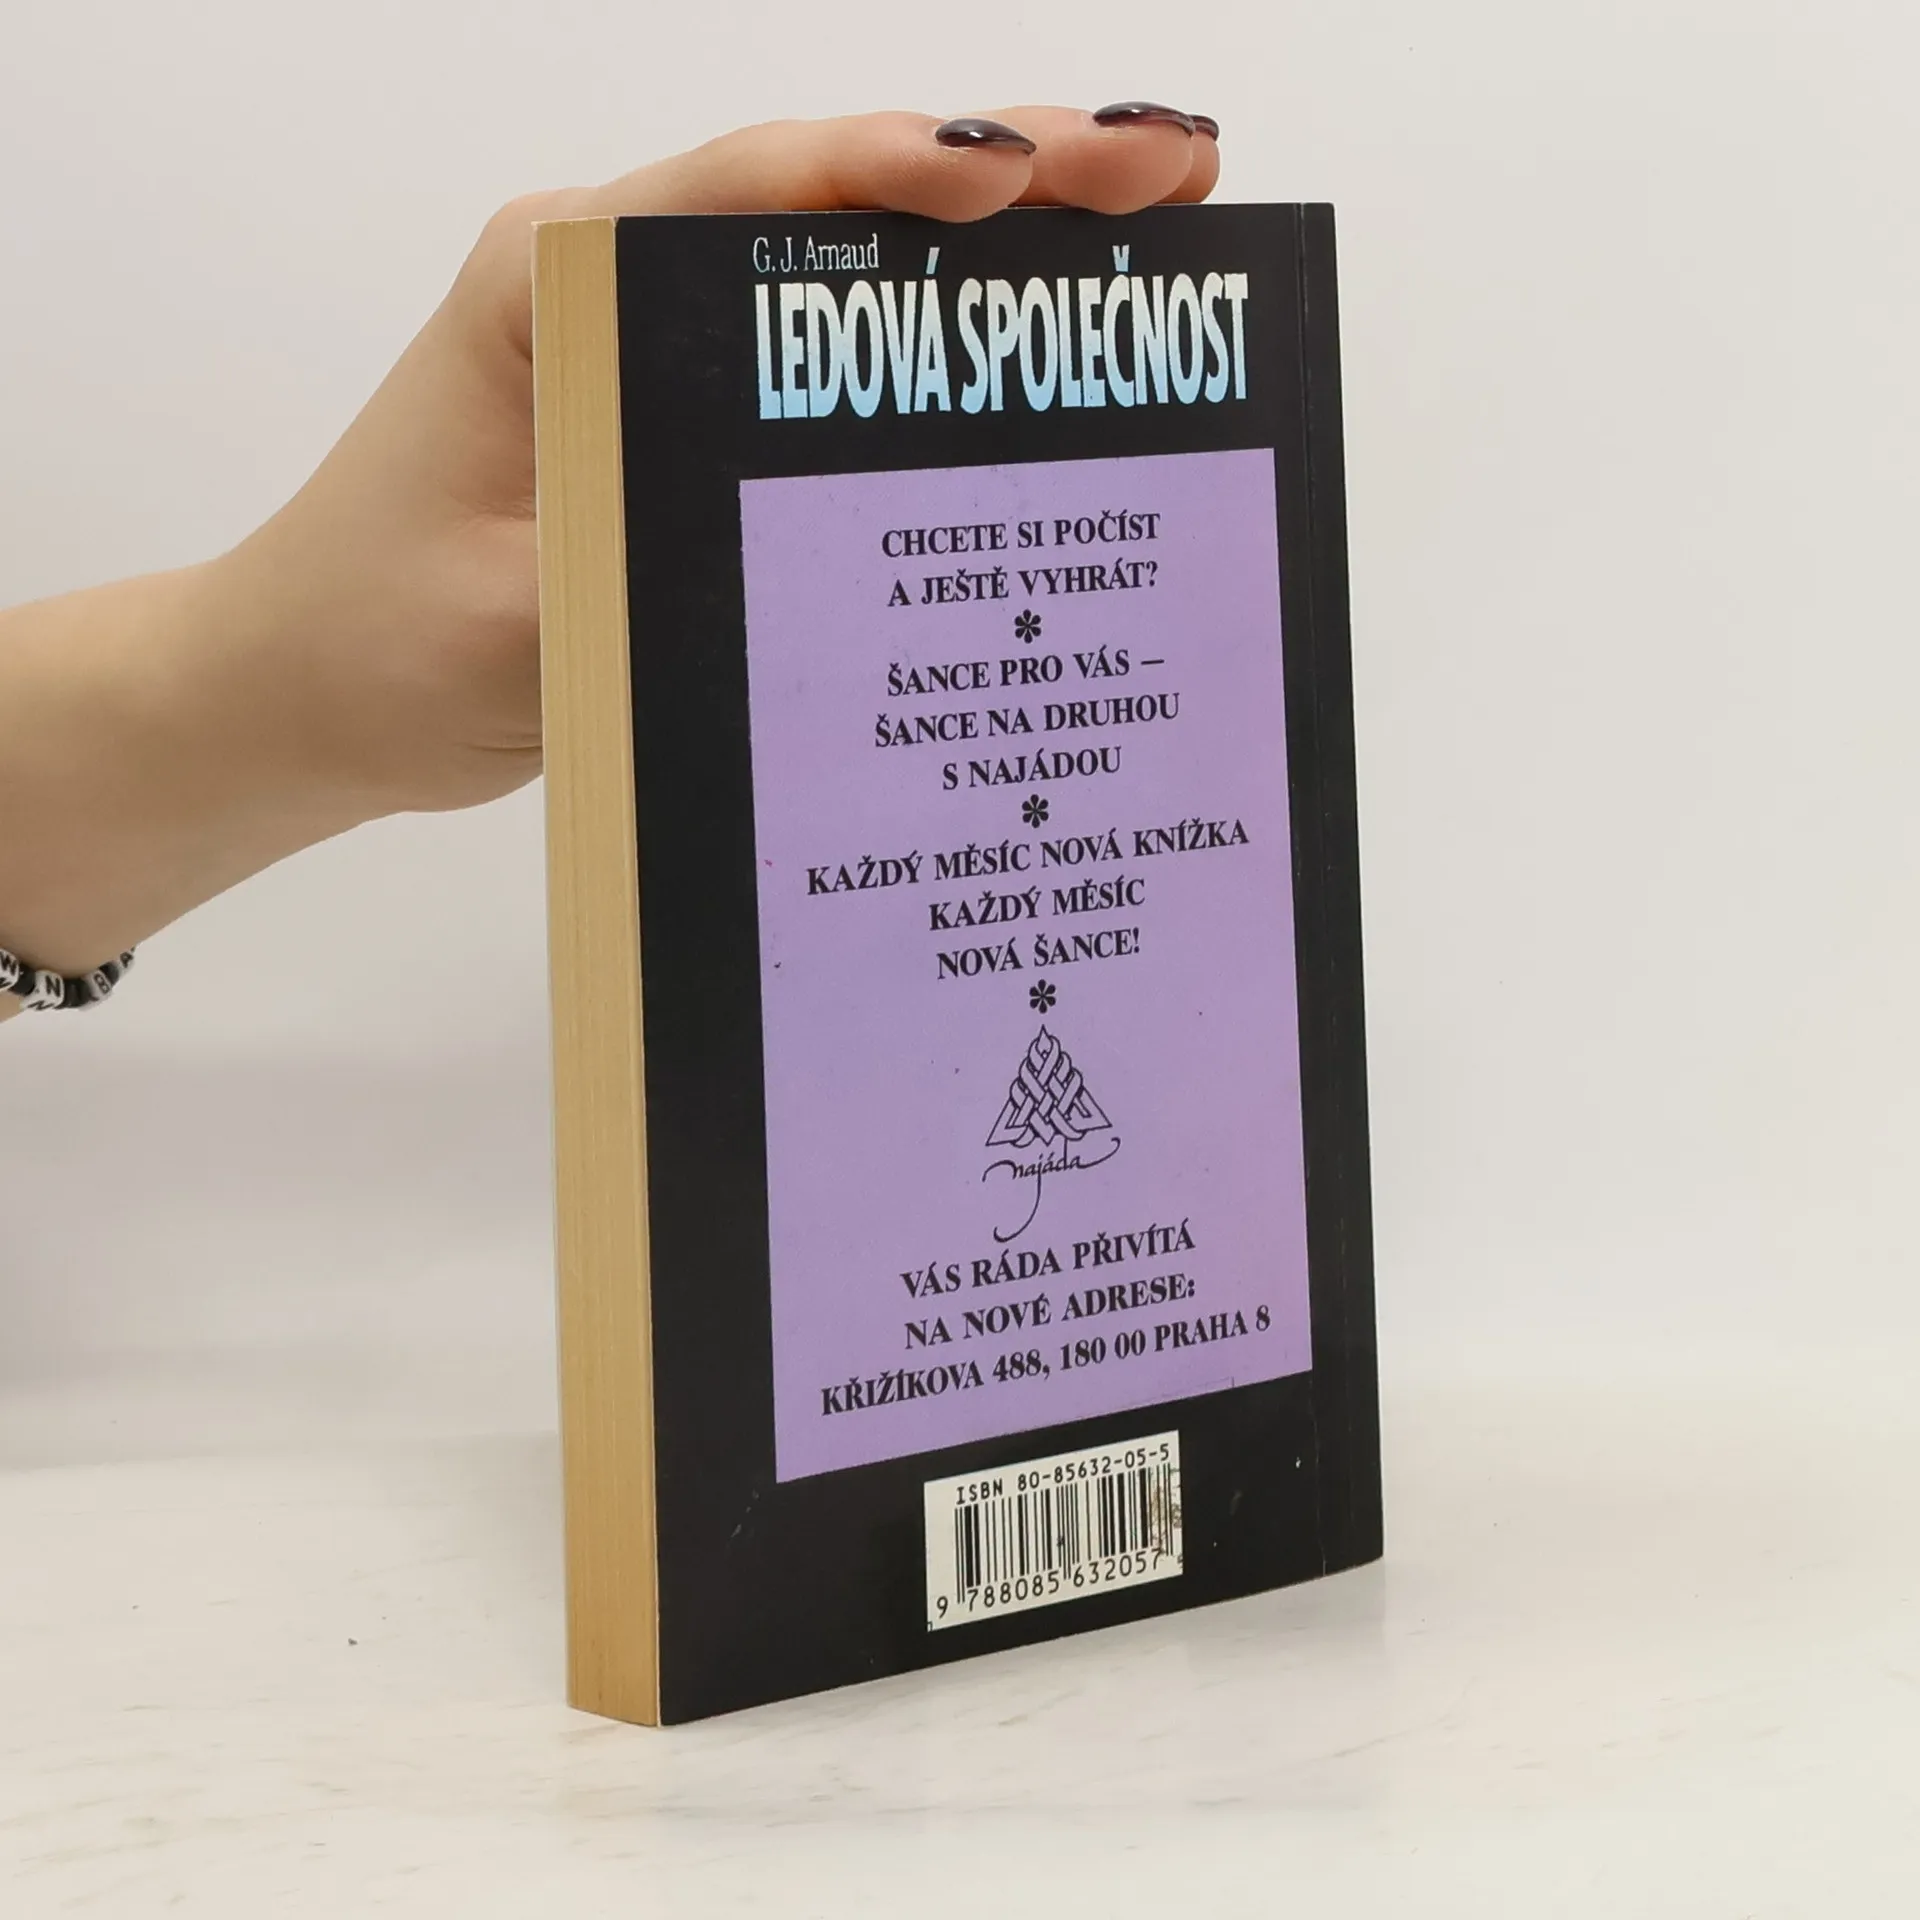 G. J. Arnaud
LEDOVÁ SPOLEČNOST
CHCETE SI POČÍST
A JEŠTĚ VYHRÁT?
✽
ŠANCE PRO VÁS –
ŠANCE NA DRUHOU
S NAJÁDOU
✽
KAŽDÝ MĚSÍC NOVÁ KNÍŽKA
KAŽDÝ MĚSÍC
NOVÁ ŠANCE!
✽
najáda
VÁS RÁDA PŘIVÍTÁ
NA NOVÉ ADRESE:
KŘIŽÍKOVA 488, 180 00 PRAHA 8
ISBN 80-85632-05-5
9 788085 632057